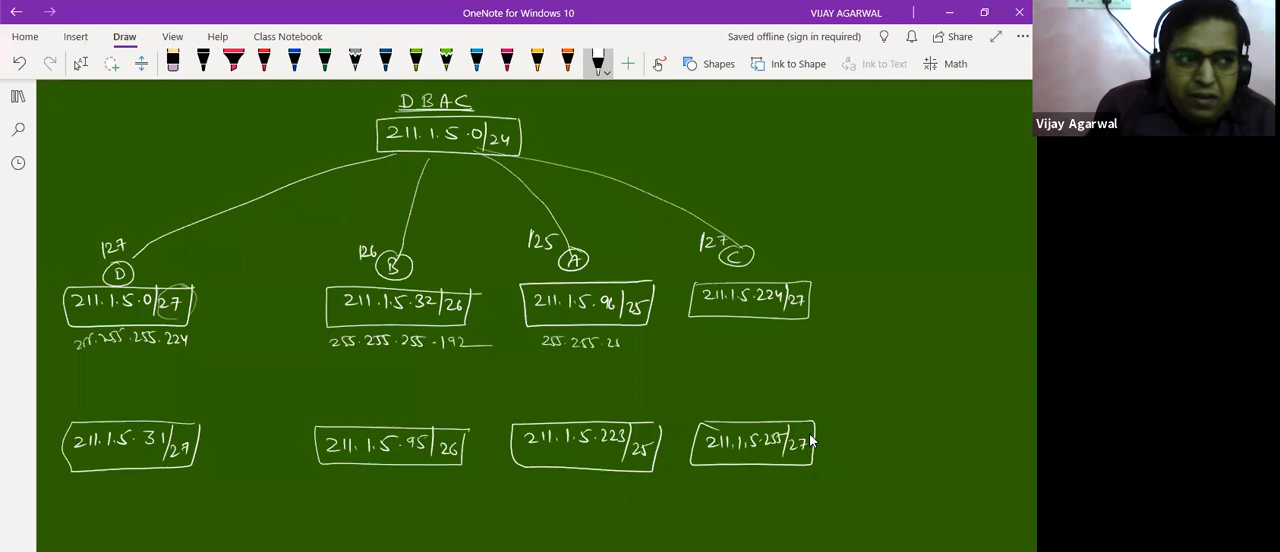 OneNote for Windows 10
VIJAY AGARWAL
Home Insert Draw View Help Class Notebook
Saved offline (sign in required)
Share
Shapes Ink to Shape Ink to Text Math
Vijay Agarwal
DBAC
211.1.5.0/24
/27 /26 /25 /27
D B A C
211.1.5.0/27 211.1.5.32/26 211.1.5.96/25 211.1.5.224/27
255.255.255.224 255.255.255.192 255.255.25
211.1.5.31/27 211.1.5.95/26 211.1.5.223/25 211.1.5.255/27